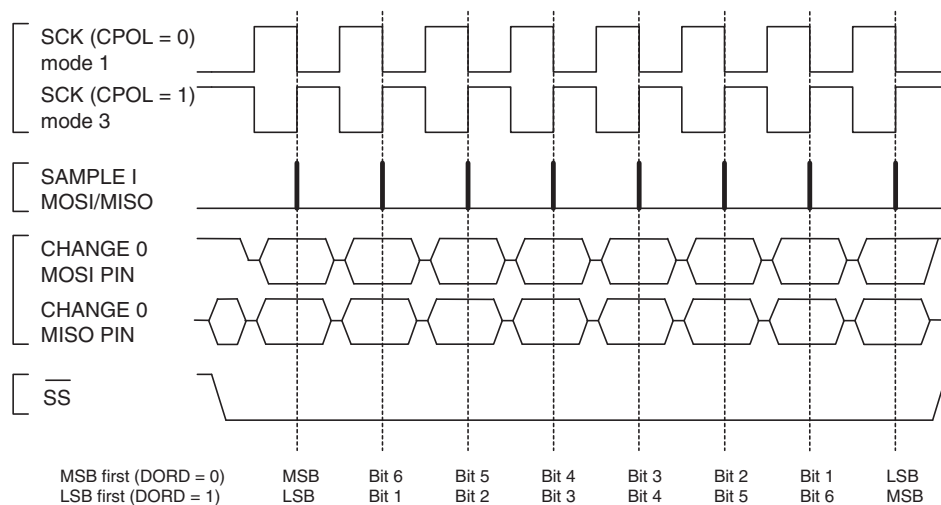 SCK (CPOL = 0)
mode 1
SCK (CPOL = 1)
mode 3
SAMPLE I
MOSI/MISO
CHANGE 0
MOSI PIN
CHANGE 0
MISO PIN
SS
MSB first (DORD = 0) MSB Bit 6 Bit 5 Bit 4 Bit 3 Bit 2 Bit 1 LSB
LSB first (DORD = 1) LSB Bit 1 Bit 2 Bit 3 Bit 4 Bit 5 Bit 6 MSB